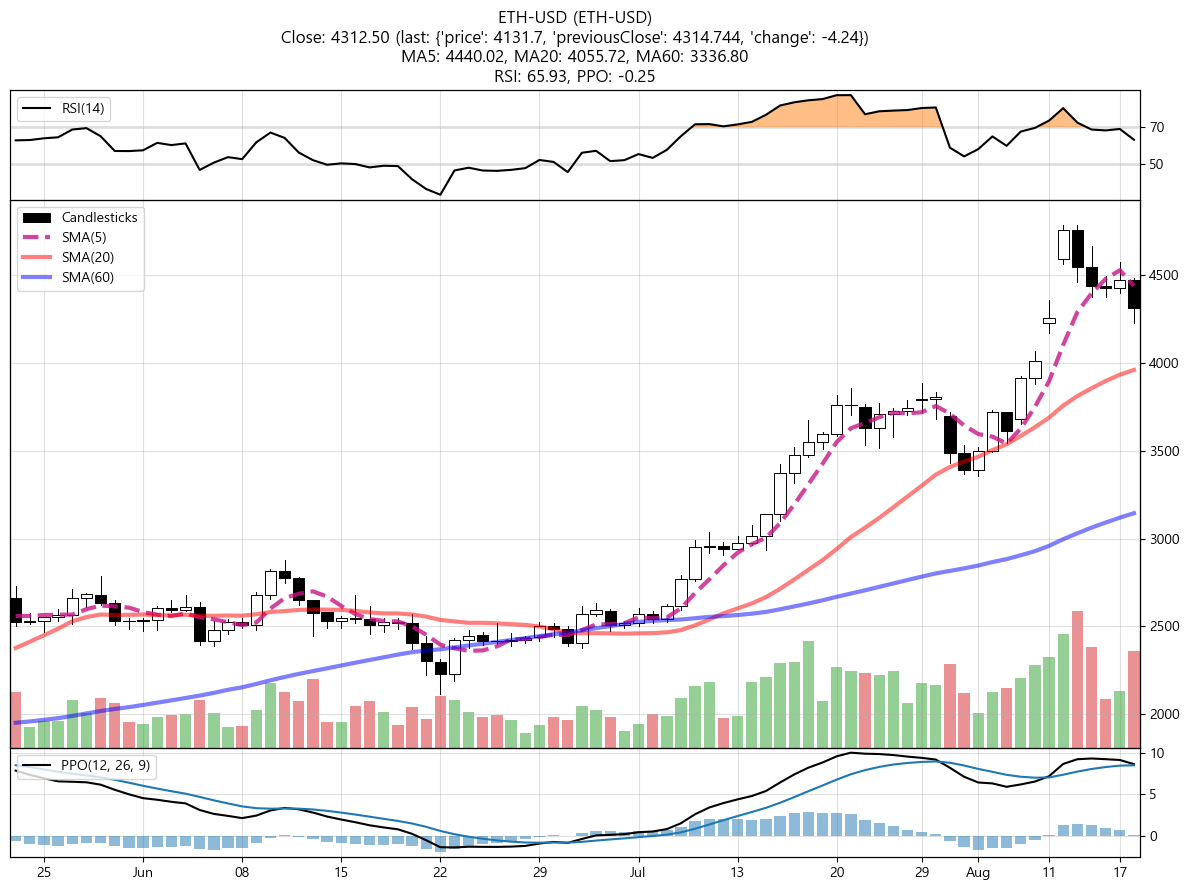 ETH-USD (ETH-USD)
Close: 4312.50 (last: {'price': 4131.7, 'previousClose': 4314.744, 'change': -4.24})
MA5: 4440.02, MA20: 4055.72, MA60: 3336.80
RSI: 65.93, PPO: -0.25
RSI(14)
70
50
Candlesticks
SMA(5)
SMA(20)
SMA(60)
4500
4000
3500
3000
2500
2000
PPO(12, 26, 9)
10
5
0
25 Jun 08 15 22 29 Jul 13 20 29 Aug 11 17